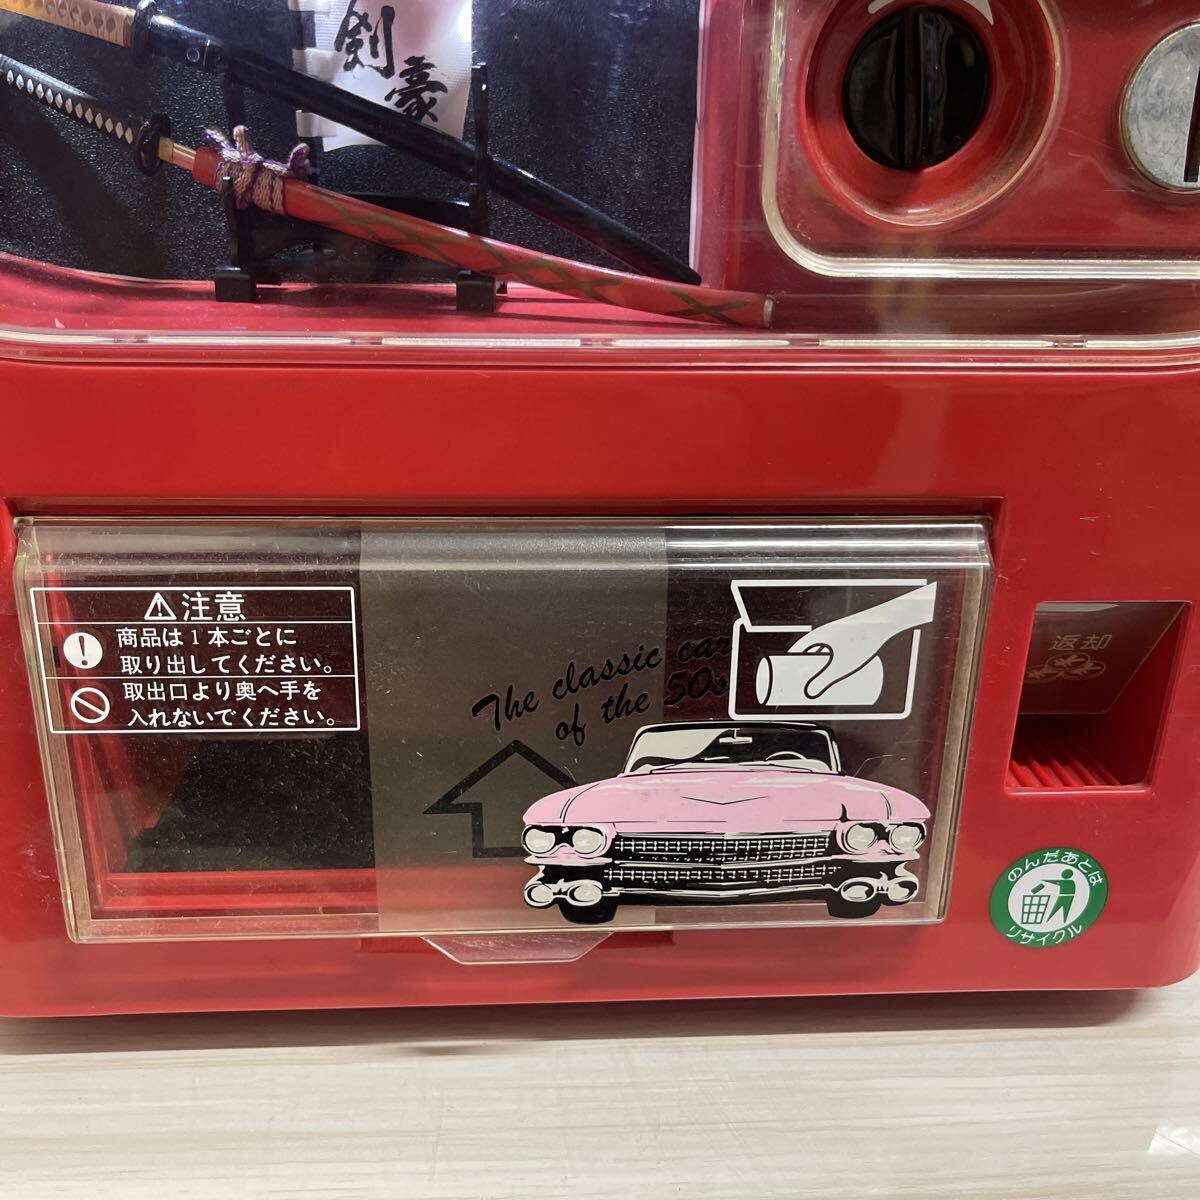 剣豪
⚠注意
商品は1本ごとに
取り出してください。
取出口より奥へ手を
入れないでください。
The classic car
of the 50s
返却
のんだあとは
リサイクル